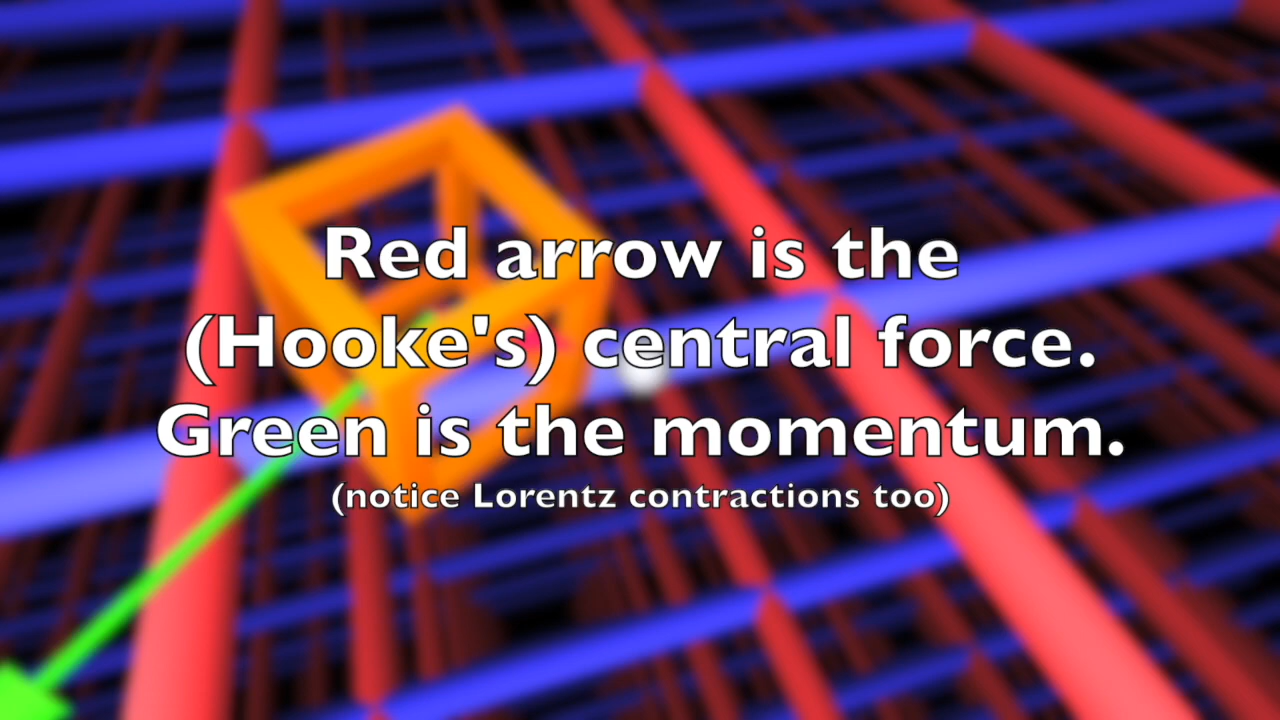 Red arrow is the
(Hooke's) central force.
Green is the momentum.
(notice Lorentz contractions too)